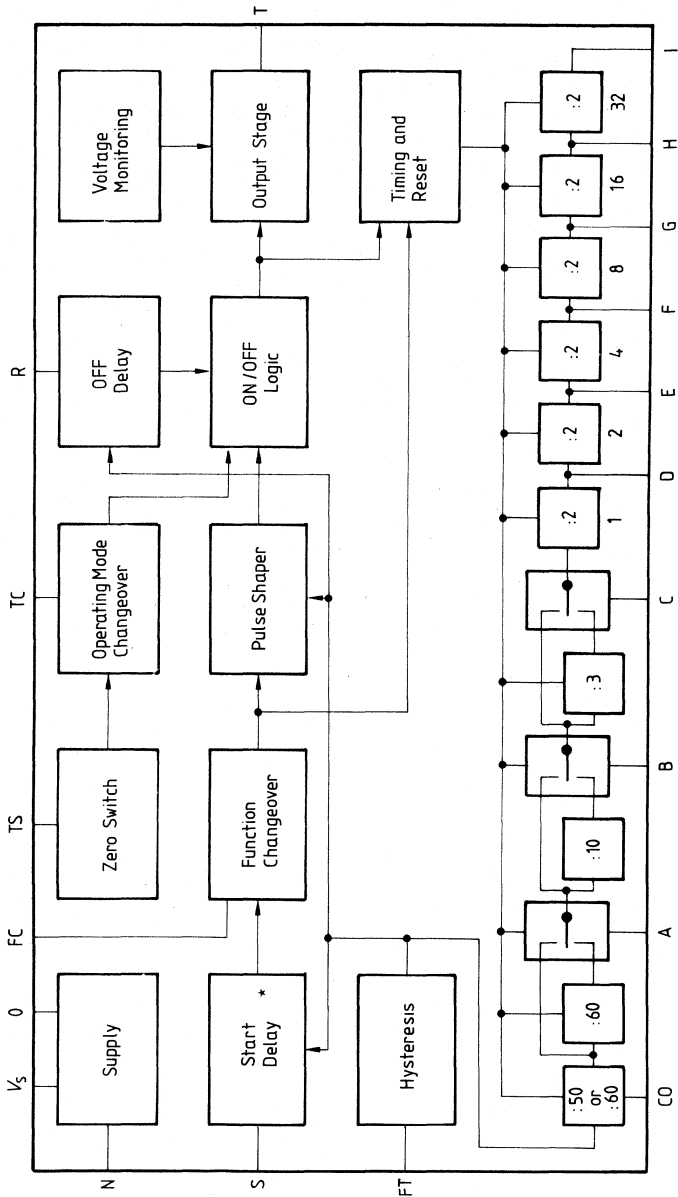 Vs
0
FC
TS
TC
R
N
Supply
Zero Switch
Operating Mode
Changeover
OFF
Delay
Voltage
Monitoring
S
Start
Delay
*
Function
Changeover
Pulse Shaper
ON/OFF
Logic
Output Stage
T
FT
Hysteresis
Timing and
Reset
:50
or
:60
:60
:10
:3
:2
:2
:2
:2
:2
:2
1
2
4
8
16
32
CO
A
B
C
D
E
F
G
H
I